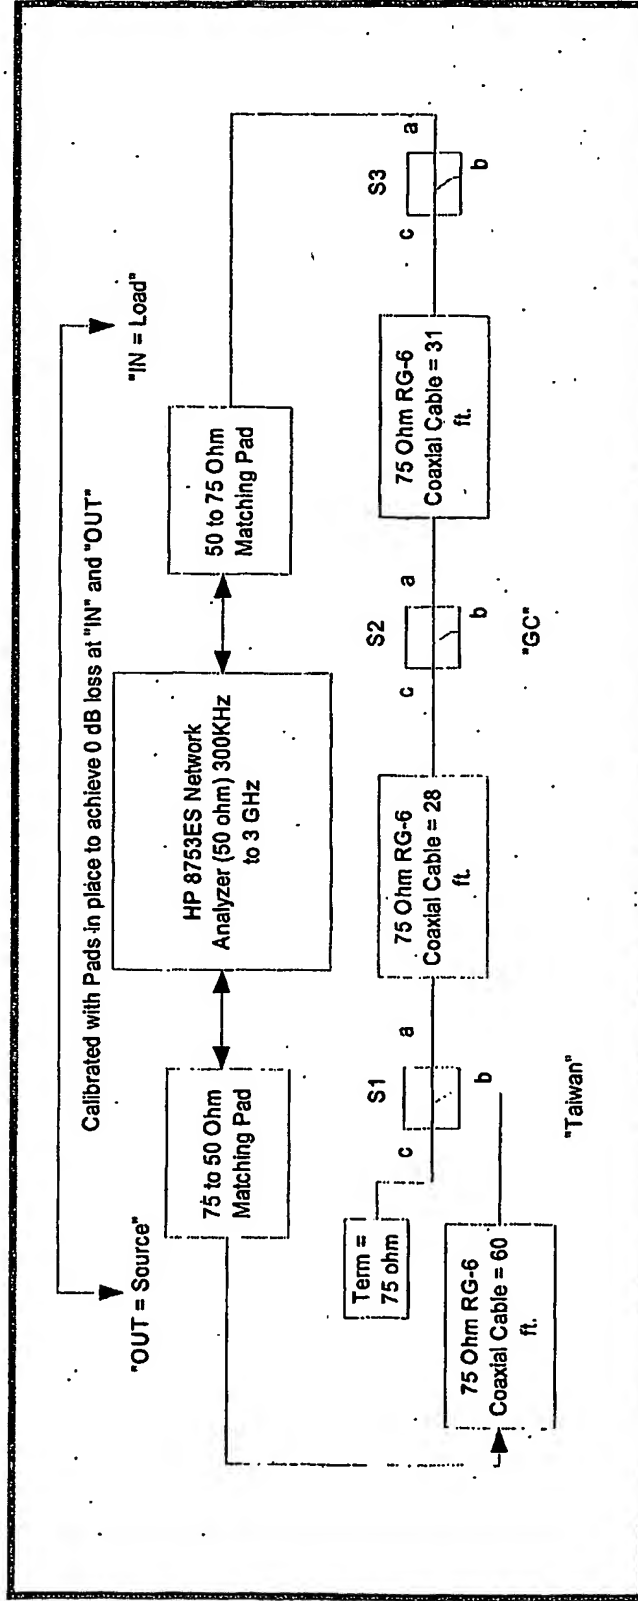 Calibrated with Pads in place to achieve 0 dB loss at "IN" and "OUT"
"OUT = Source"
"IN = Load"
75 to 50 Ohm
Matching Pad
HP 8753ES Network
Analyzer (50 ohm) 300KHz
to 3 GHz
50 to 75 Ohm
Matching Pad
Term =
75 ohm
S1
c
a
b
"Taiwan"
75 Ohm RG-6
Coaxial Cable = 60
ft.
75 Ohm RG-6
Coaxial Cable = 28
ft.
S2
c
a
b
"GC"
75 Ohm RG-6
Coaxial Cable = 31
ft.
S3
c
a
b